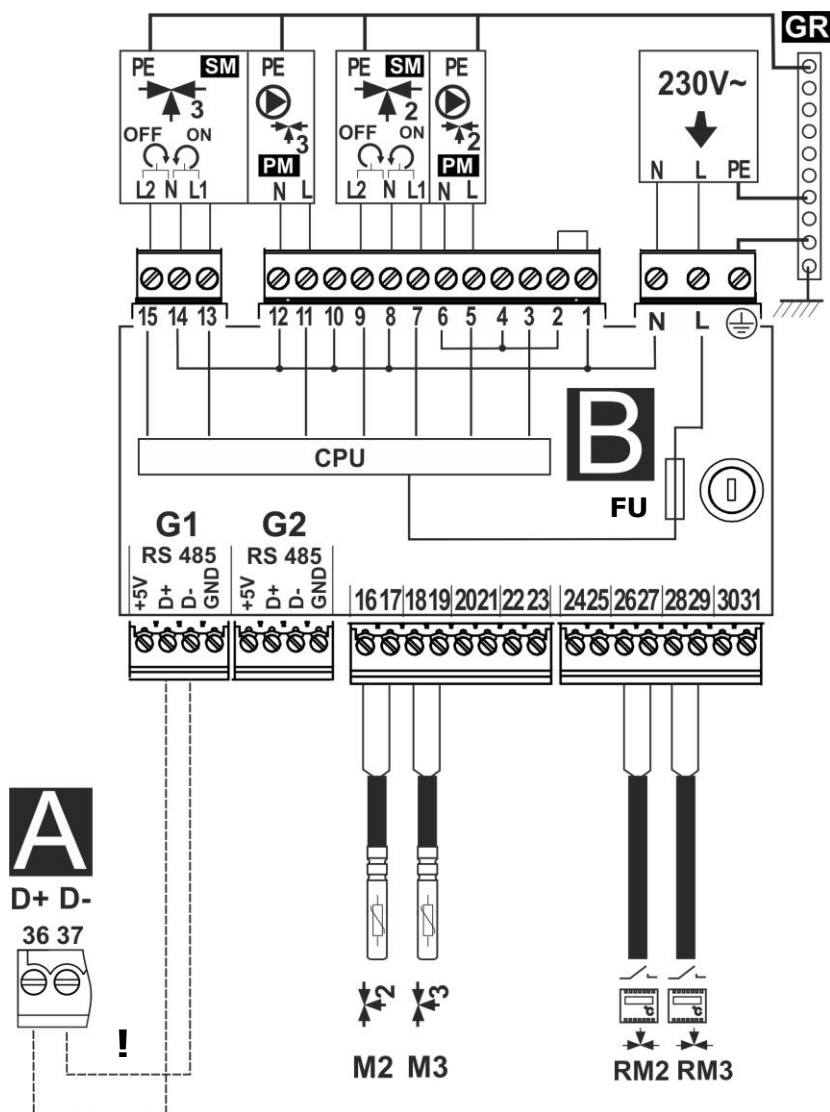 GR
PE SM PE PE SM PE
230V~
3 3 2 2
OFF ON OFF ON
PM PM
L2 N L1 N L L2 N L1 N L N L PE
15 14 13 12 11 10 9 8 7 6 5 4 3 2 1 N L
B
CPU
FU
G1 G2
RS 485 RS 485
+5V D+ D- GND +5V D+ D- GND
16 17 18 19 20 21 22 23 24 25 26 27 28 29 30 31
A
D+ D-
36 37
2 3
°C °C
!
M2 M3 RM2 RM3